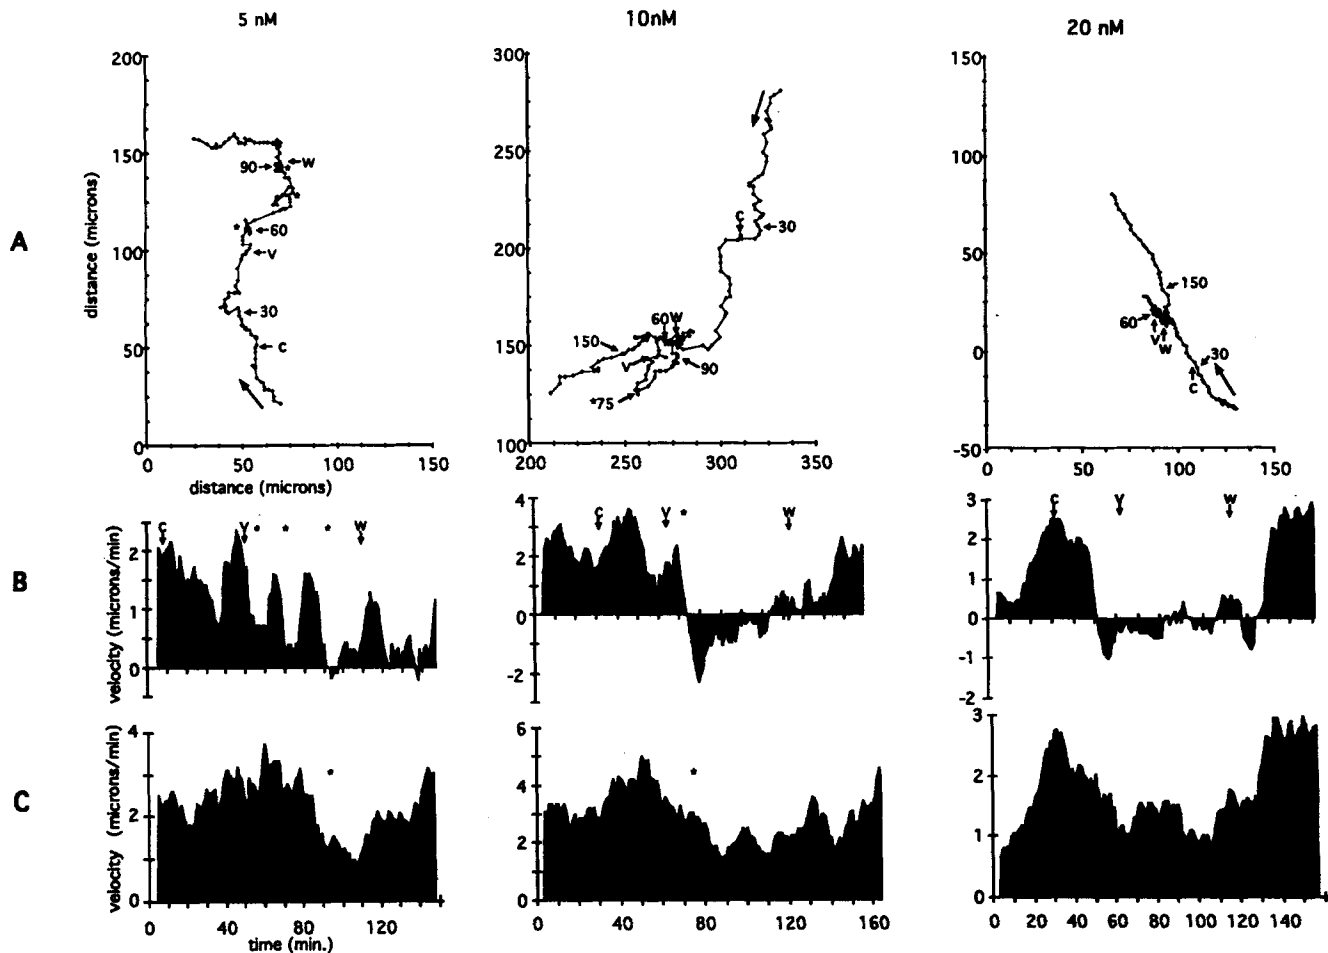 5 nM
10nM
20 nM
A
distance (microns)
200
150
100
50
0
0 50 100 150
distance (microns)
90 W *
* 60
V
30
C
300
250
200
150
100
200 250 300 350
C
30
60 W
150
V
90
*75
150
100
50
0
-50
0 50 100 150
150
60
V W
30
C
B
velocity (microns/min)
2
1
0
C V * * * W
4
2
0
-2
C V * W
3
2
1
0
-1
-2
C V W
C
velocity (microns/min)
4
2
0
*
0 40 80 120
time (min.)
6
4
2
0
*
0 40 80 120 160
3
2
1
0
0 20 40 60 80 100 120 140